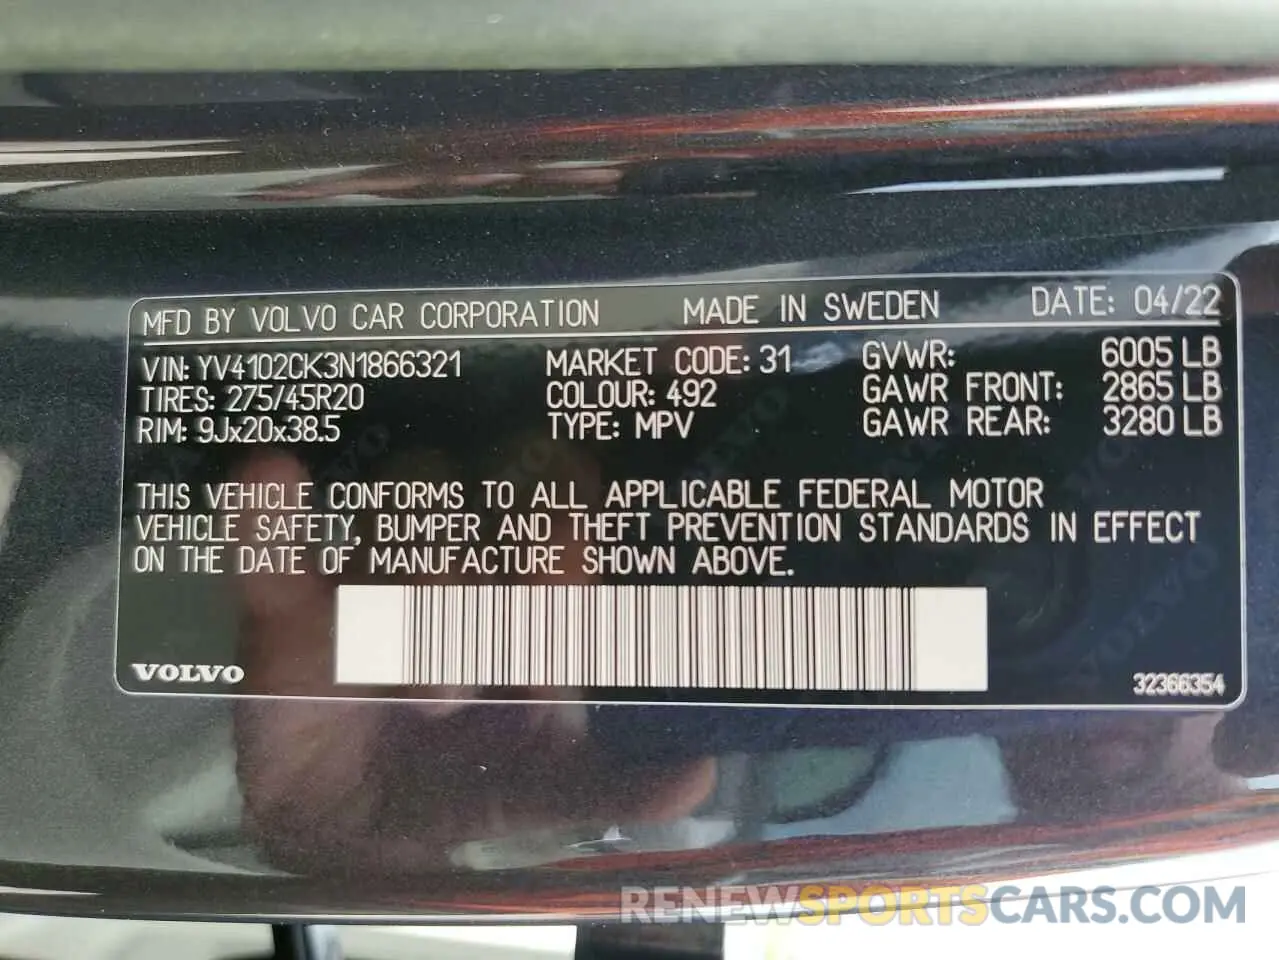 MFD BY VOLVO CAR CORPORATION MADE IN SWEDEN DATE: 04/22
VIN: YV4102CK3N1866321 MARKET CODE: 31 GVWR: 6005 LB
TIRES: 275/45R20 COLOUR: 492 GAWR FRONT: 2865 LB
RIM: 9Jx20x38.5 TYPE: MPV GAWR REAR: 3280 LB
THIS VEHICLE CONFORMS TO ALL APPLICABLE FEDERAL MOTOR
VEHICLE SAFETY, BUMPER AND THEFT PREVENTION STANDARDS IN EFFECT
ON THE DATE OF MANUFACTURE SHOWN ABOVE.
VOLVO 32366354
RENEWSPORTSCARS.COM